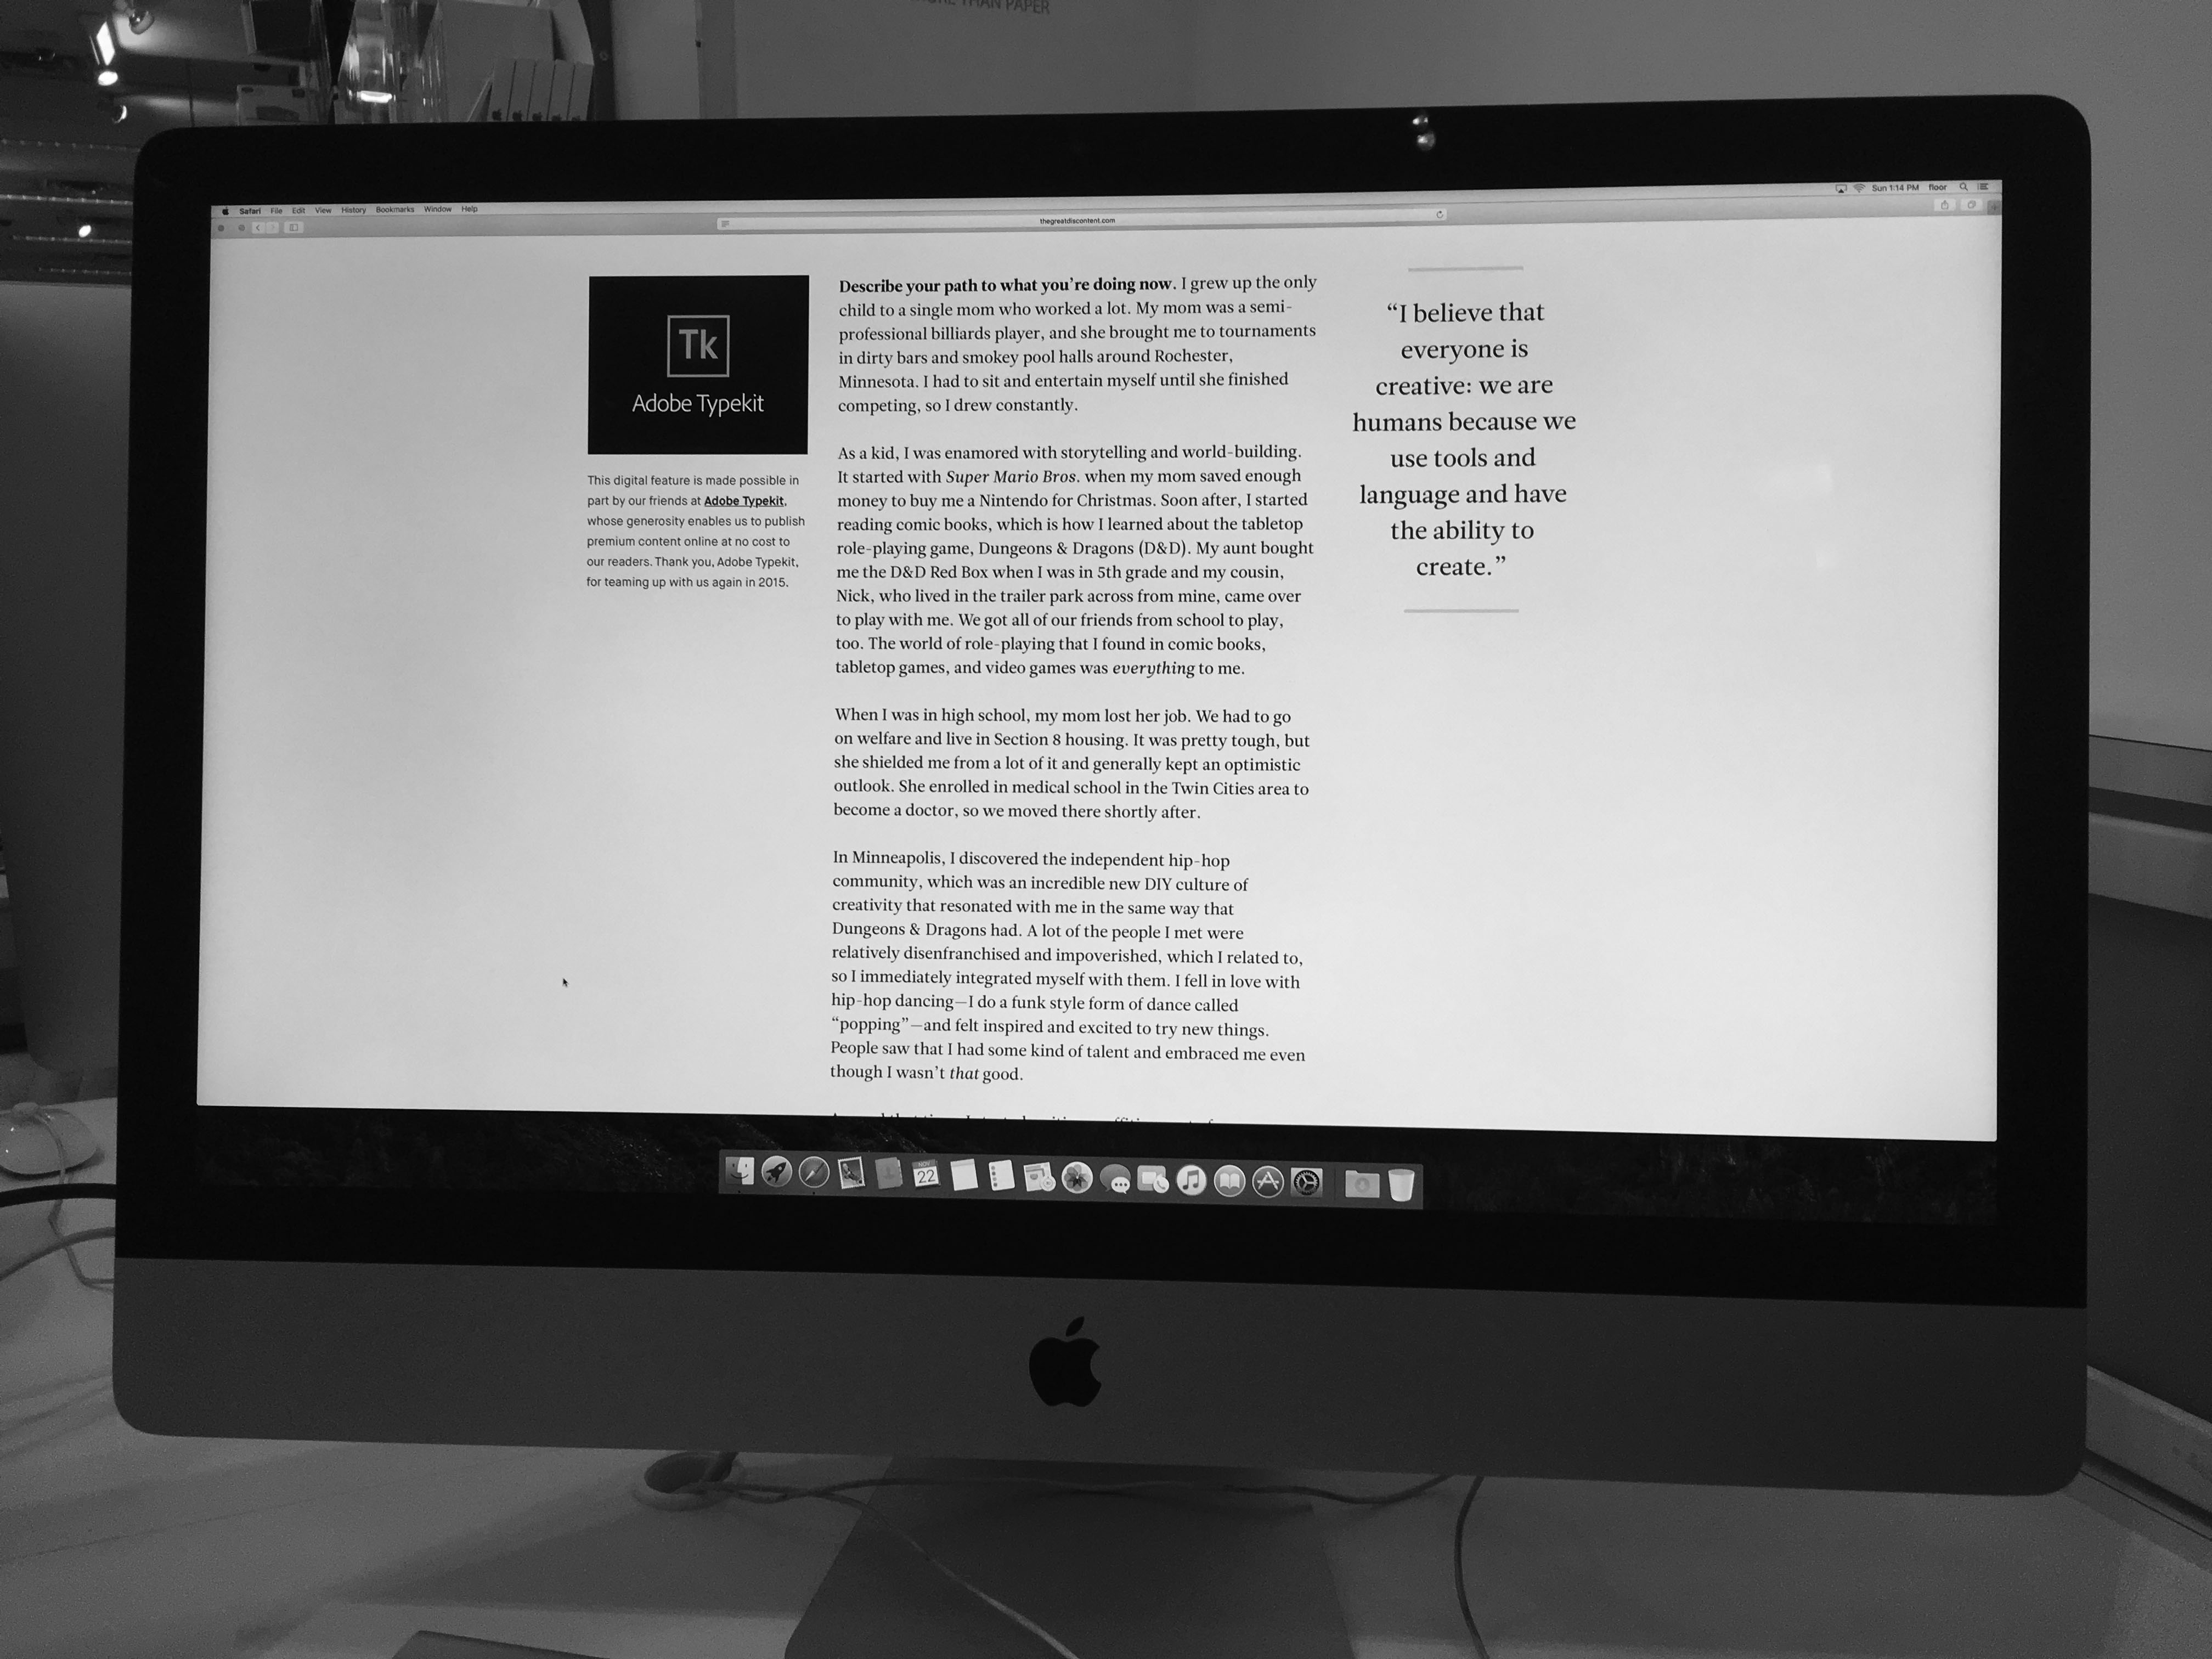 THAN PAPER
Safari File Edit View History Bookmarks Window Help
Sun 1:14 PM floor
thegreatdiscontent.com
Tk
Adobe Typekit
This digital feature is made possible in
part by our friends at Adobe Typekit,
whose generosity enables us to publish
premium content online at no cost to
our readers. Thank you, Adobe Typekit,
for teaming up with us again in 2015.
Describe your path to what you're doing now. I grew up the only
child to a single mom who worked a lot. My mom was a semi-
professional billiards player, and she brought me to tournaments
in dirty bars and smokey pool halls around Rochester,
Minnesota. I had to sit and entertain myself until she finished
competing, so I drew constantly.
As a kid, I was enamored with storytelling and world-building.
It started with Super Mario Bros. when my mom saved enough
money to buy me a Nintendo for Christmas. Soon after, I started
reading comic books, which is how I learned about the tabletop
role-playing game, Dungeons & Dragons (D&D). My aunt bought
me the D&D Red Box when I was in 5th grade and my cousin,
Nick, who lived in the trailer park across from mine, came over
to play with me. We got all of our friends from school to play,
too. The world of role-playing that I found in comic books,
tabletop games, and video games was everything to me.
When I was in high school, my mom lost her job. We had to go
on welfare and live in Section 8 housing. It was pretty tough, but
she shielded me from a lot of it and generally kept an optimistic
outlook. She enrolled in medical school in the Twin Cities area to
become a doctor, so we moved there shortly after.
In Minneapolis, I discovered the independent hip-hop
community, which was an incredible new DIY culture of
creativity that resonated with me in the same way that
Dungeons & Dragons had. A lot of the people I met were
relatively disenfranchised and impoverished, which I related to,
so I immediately integrated myself with them. I fell in love with
hip-hop dancing—I do a funk style form of dance called
“popping”—and felt inspired and excited to try new things.
People saw that I had some kind of talent and embraced me even
though I wasn't that good.
“I believe that
everyone is
creative: we are
humans because we
use tools and
language and have
the ability to
create.”
NOV
22